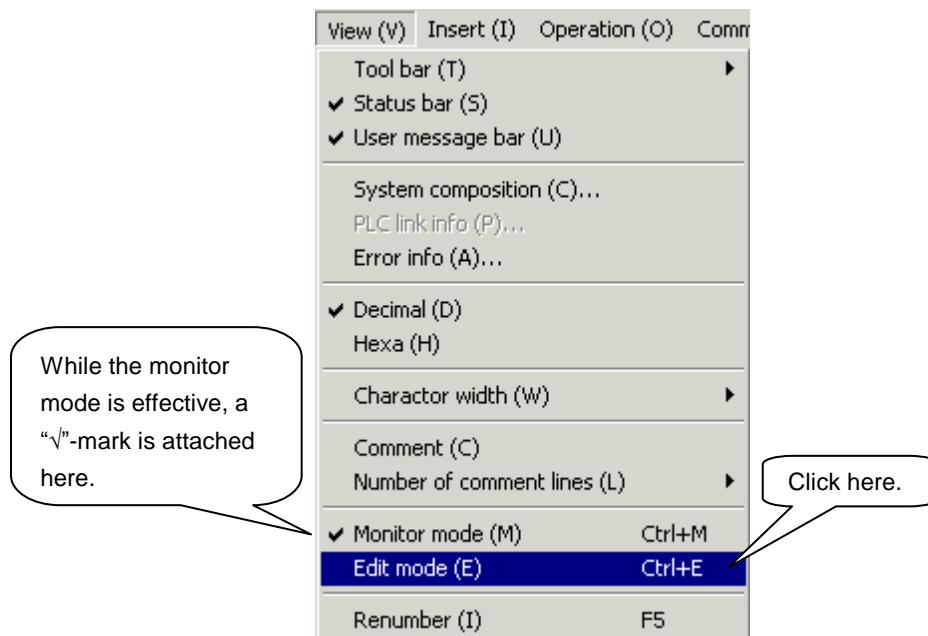 View (V) Insert (I) Operation (O) Comm
Tool bar (T)
✓ Status bar (S)
✓ User message bar (U)
System composition (C)...
PLC link info (P)...
Error info (A)...
✓ Decimal (D)
Hexa (H)
Charactor width (W)
Comment (C)
Number of comment lines (L)
✓ Monitor mode (M) Ctrl+M
Edit mode (E) Ctrl+E
Renumber (I) F5
While the monitor
mode is effective, a
“√”-mark is attached
here.
Click here.